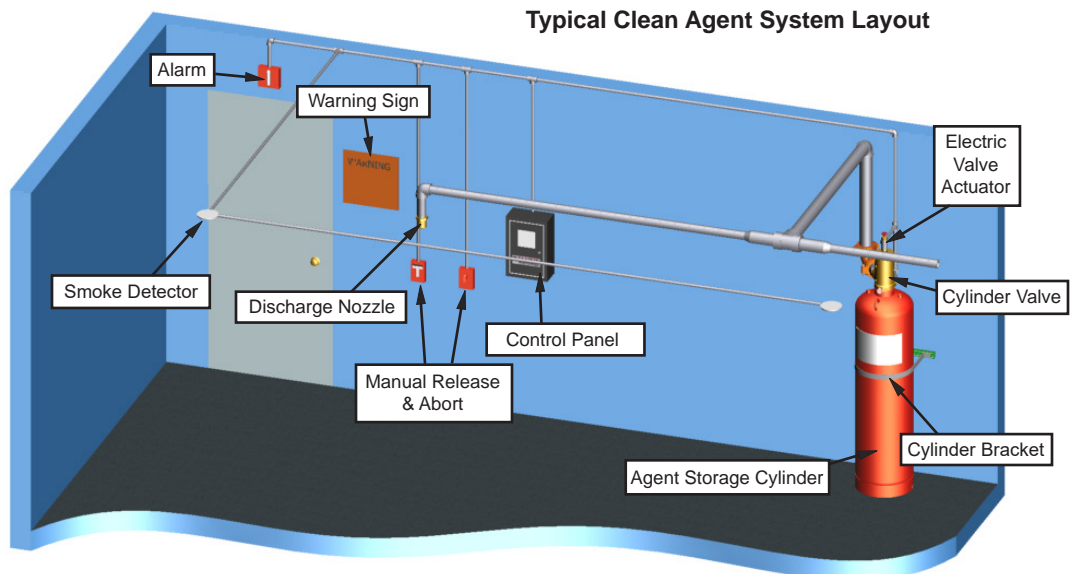 Typical Clean Agent System Layout
Alarm
Warning Sign
Electric
Valve
Actuator
Smoke Detector
Discharge Nozzle
Cylinder Valve
Control Panel
Manual Release
& Abort
Cylinder Bracket
Agent Storage Cylinder